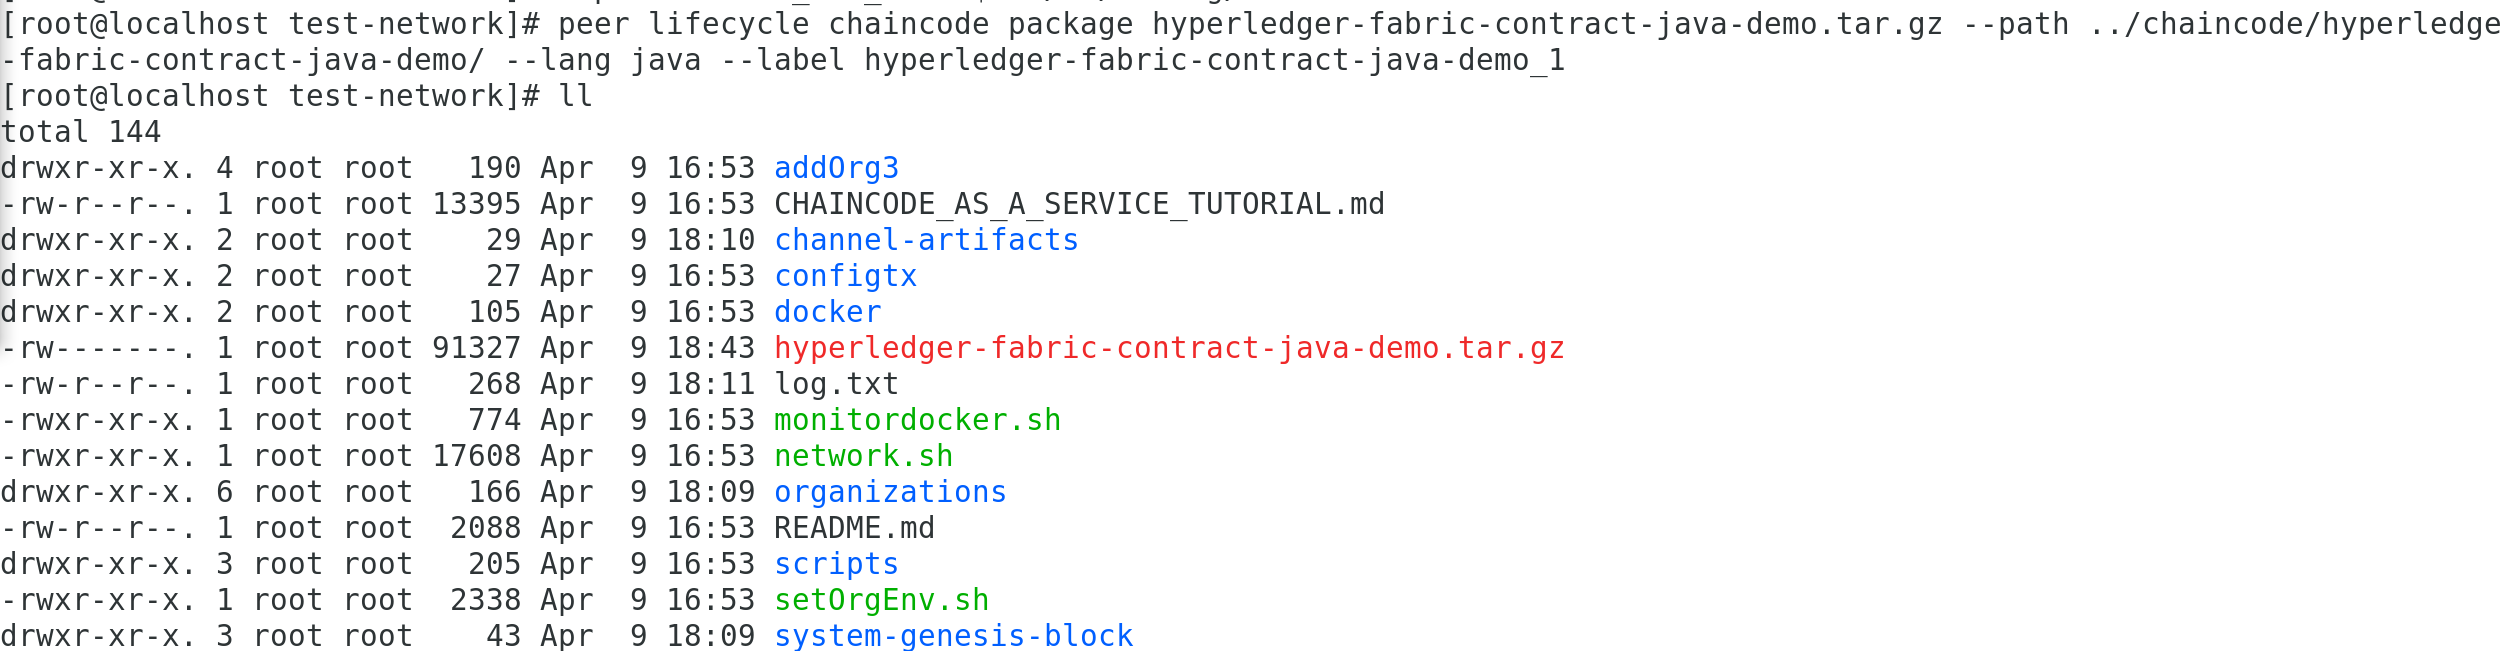 [root@localhost test-network]# peer lifecycle chaincode package hyperledger-fabric-contract-java-demo.tar.gz --path ../chaincode/hyperledge
-fabric-contract-java-demo/ --lang java --label hyperledger-fabric-contract-java-demo_1
[root@localhost test-network]# ll
total 144
drwxr-xr-x. 4 root root   190 Apr  9 16:53 addOrg3
-rw-r--r--. 1 root root 13395 Apr  9 16:53 CHAINCODE_AS_A_SERVICE_TUTORIAL.md
drwxr-xr-x. 2 root root    29 Apr  9 18:10 channel-artifacts
drwxr-xr-x. 2 root root    27 Apr  9 16:53 configtx
drwxr-xr-x. 2 root root   105 Apr  9 16:53 docker
-rw-------. 1 root root 91327 Apr  9 18:43 hyperledger-fabric-contract-java-demo.tar.gz
-rw-r--r--. 1 root root   268 Apr  9 18:11 log.txt
-rwxr-xr-x. 1 root root   774 Apr  9 16:53 monitordocker.sh
-rwxr-xr-x. 1 root root 17608 Apr  9 16:53 network.sh
drwxr-xr-x. 6 root root   166 Apr  9 18:09 organizations
-rw-r--r--. 1 root root  2088 Apr  9 16:53 README.md
drwxr-xr-x. 3 root root   205 Apr  9 16:53 scripts
-rwxr-xr-x. 1 root root  2338 Apr  9 16:53 setOrgEnv.sh
drwxr-xr-x. 3 root root    43 Apr  9 18:09 system-genesis-block